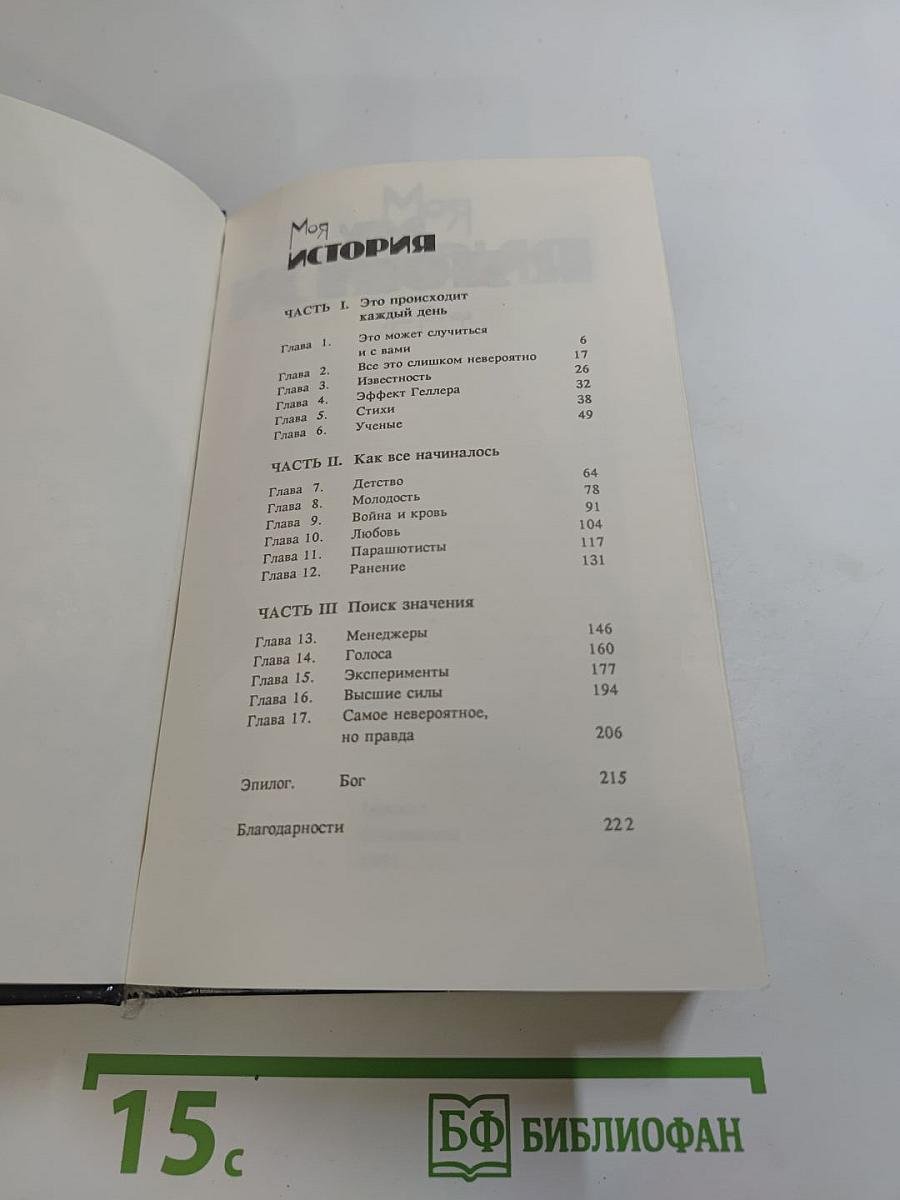 Моя
ИСТОРИЯ
ЧАСТЬ I. Это происходит
каждый день
Глава 1. Это может случиться
и с вами 6
Глава 2. Все это слишком невероятно 17
Глава 3. Известность 26
Глава 4. Эффект Геллера 32
Глава 5. Стихи 38
Глава 6. Ученые 49
ЧАСТЬ II. Как все начиналось
Глава 7. Детство 64
Глава 8. Молодость 78
Глава 9. Война и кровь 91
Глава 10. Любовь 104
Глава 11. Парашютисты 117
Глава 12. Ранение 131
ЧАСТЬ III Поиск значения
Глава 13. Менеджеры 146
Глава 14. Голоса 160
Глава 15. Эксперименты 177
Глава 16. Высшие силы 194
Глава 17. Самое невероятное,
но правда 206
Эпилог. Бог 215
Благодарности 222
15 с
БФ БИБЛИОФАН